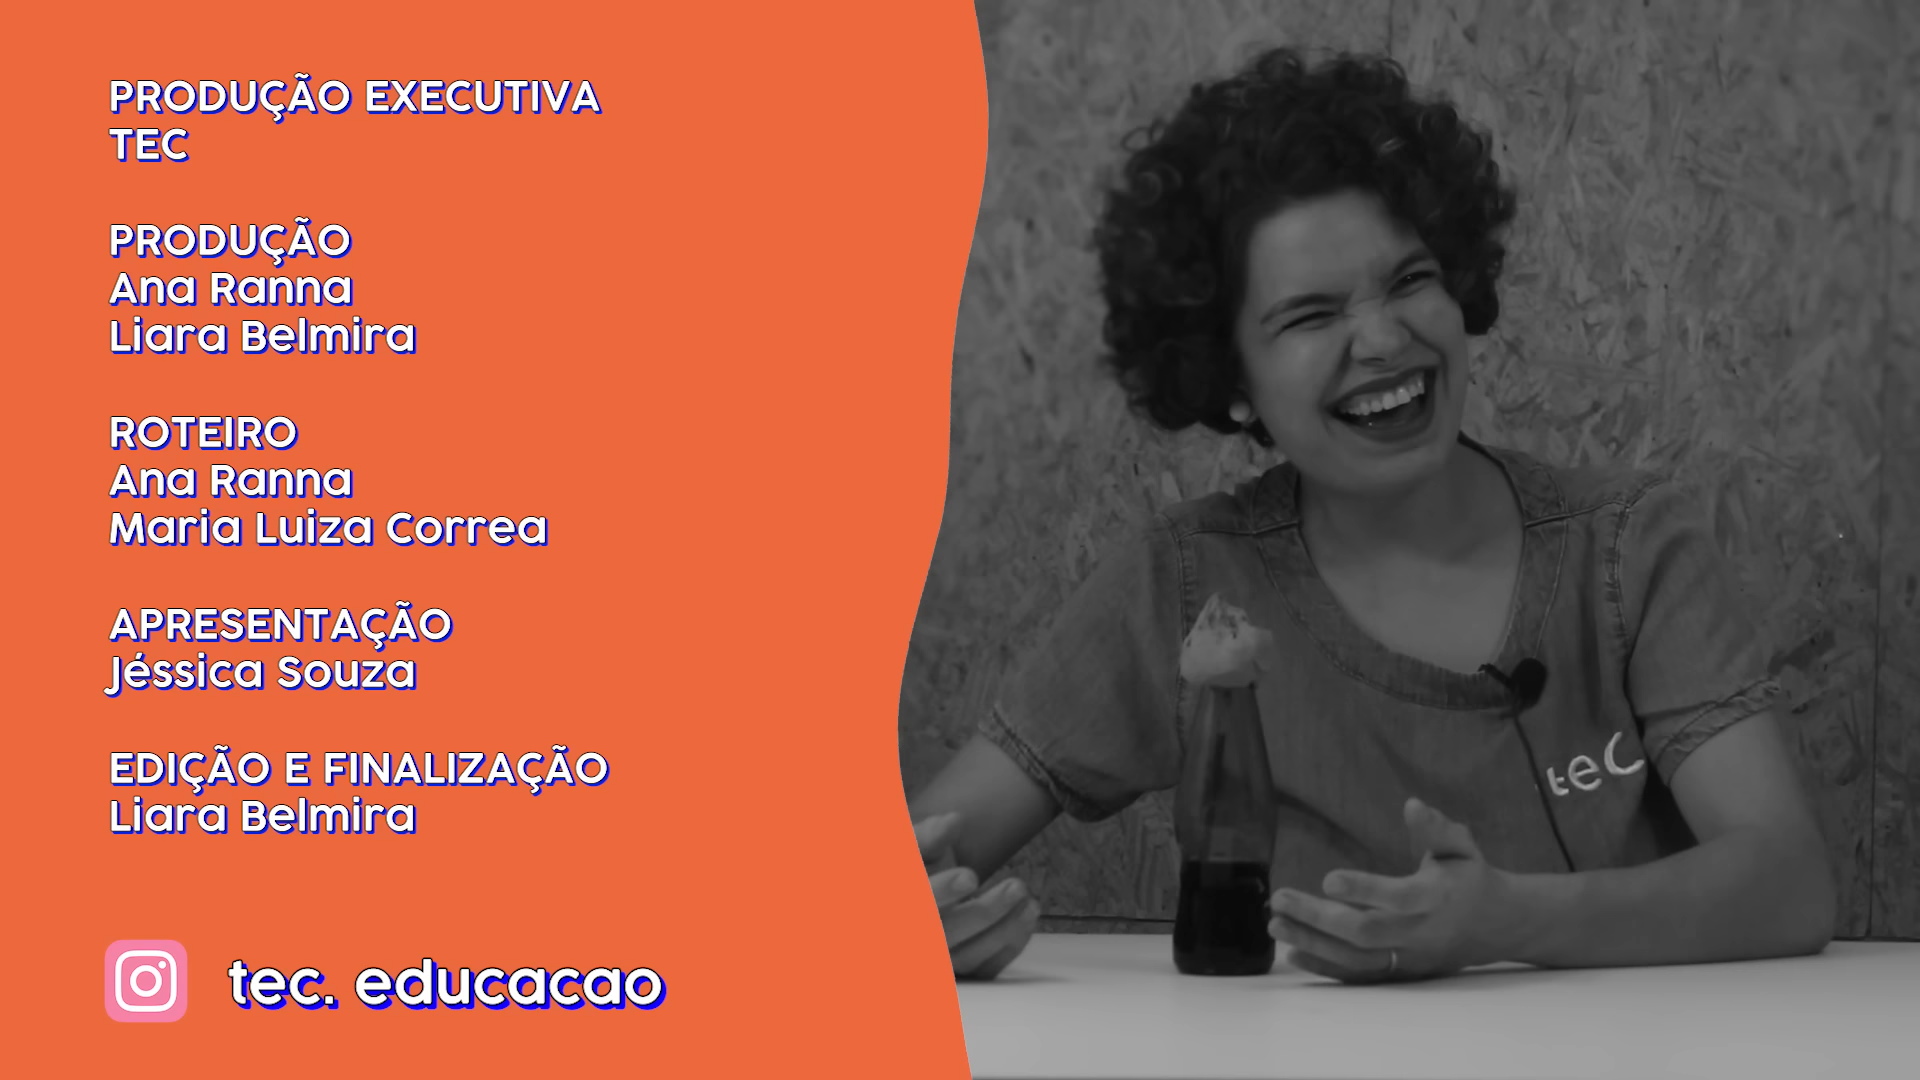 PRODUÇÃO EXECUTIVA
TEC
PRODUÇÃO
Ana Ranna
Liara Belmira
ROTEIRO
Ana Ranna
Maria Luiza Correa
APRESENTAÇÃO
Jéssica Souza
EDIÇÃO E FINALIZAÇÃO
Liara Belmira
tec. educacao
tec